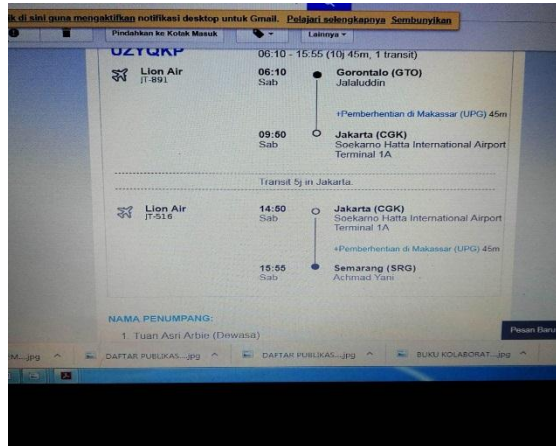 ik di sini guna mengaktifkan notifikasi desktop untuk Gmail. Pelajari selengkapnya Sembunyikan
Pindahkan ke Kotak Masuk Lainnya
UZYQKP 06:10 - 15:55 (10j 45m, 1 transit)
Lion Air 06:10 Gorontalo (GTO)
JT-891 Sab Jalaluddin
+Pemberhentian di Makassar (UPG) 45m
09:50 Jakarta (CGK)
Sab Soekarno Hatta International Airport
Terminal 1A
Transit 5j in Jakarta.
Lion Air 14:50 Jakarta (CGK)
JT-516 Sab Soekarno Hatta International Airport
Terminal 1A
+Pemberhentian di Makassar (UPG) 45m
15:55 Semarang (SRG)
Sab Achmad Yani
NAMA PENUMPANG:
1. Tuan Asri Arbie (Dewasa)
Pesan Baru
M....jpg DAFTAR PUBLIKAS....jpg DAFTAR PUBLIKAS....jpg BUKU KOLABORAT....jpg